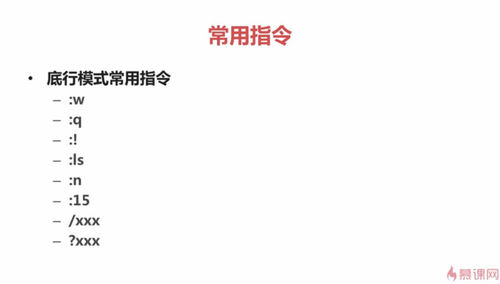 常用指令
• 底行模式常用指令
– :w
– :q
– :!
– :ls
– :n
– :15
– /xxx
– ?xxx
慕课网